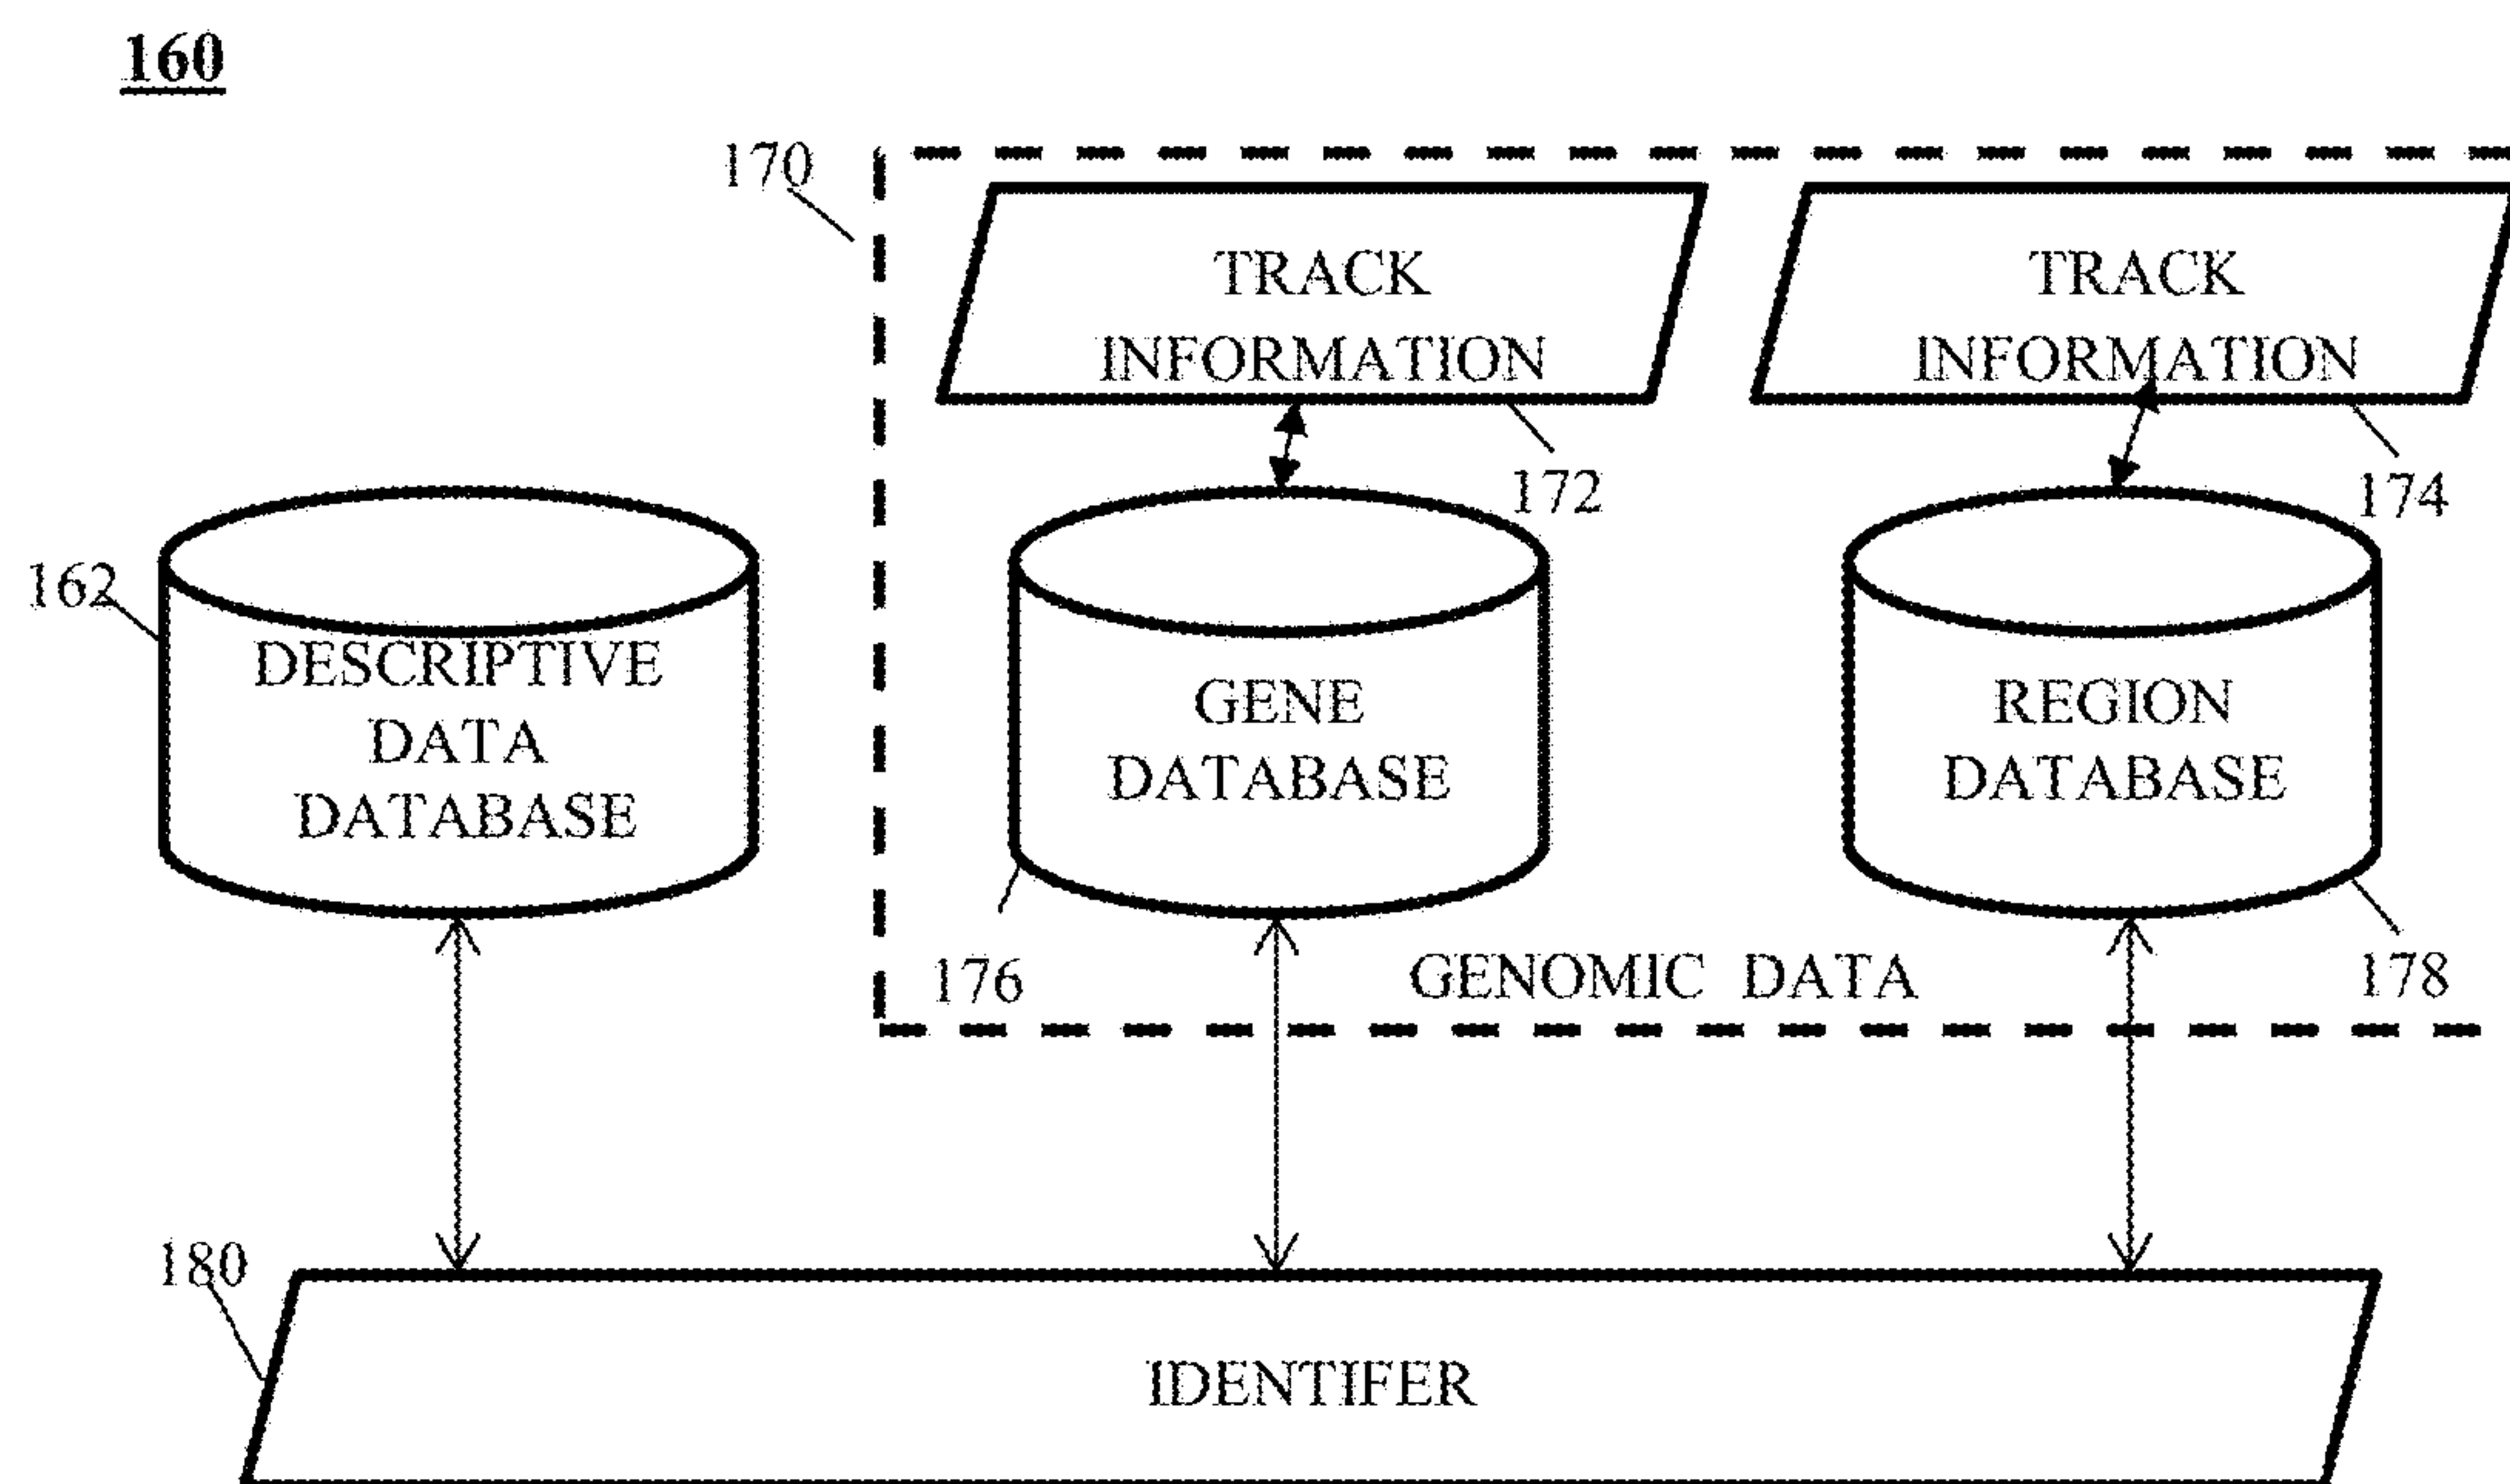 160
170
TRACK
INFORMATION
TRACK
INFORMATION
172
174
162
DESCRIPTIVE
DATA
DATABASE
GENE
DATABASE
REGION
DATABASE
176
GENOMIC DATA
178
180
IDENTIFER